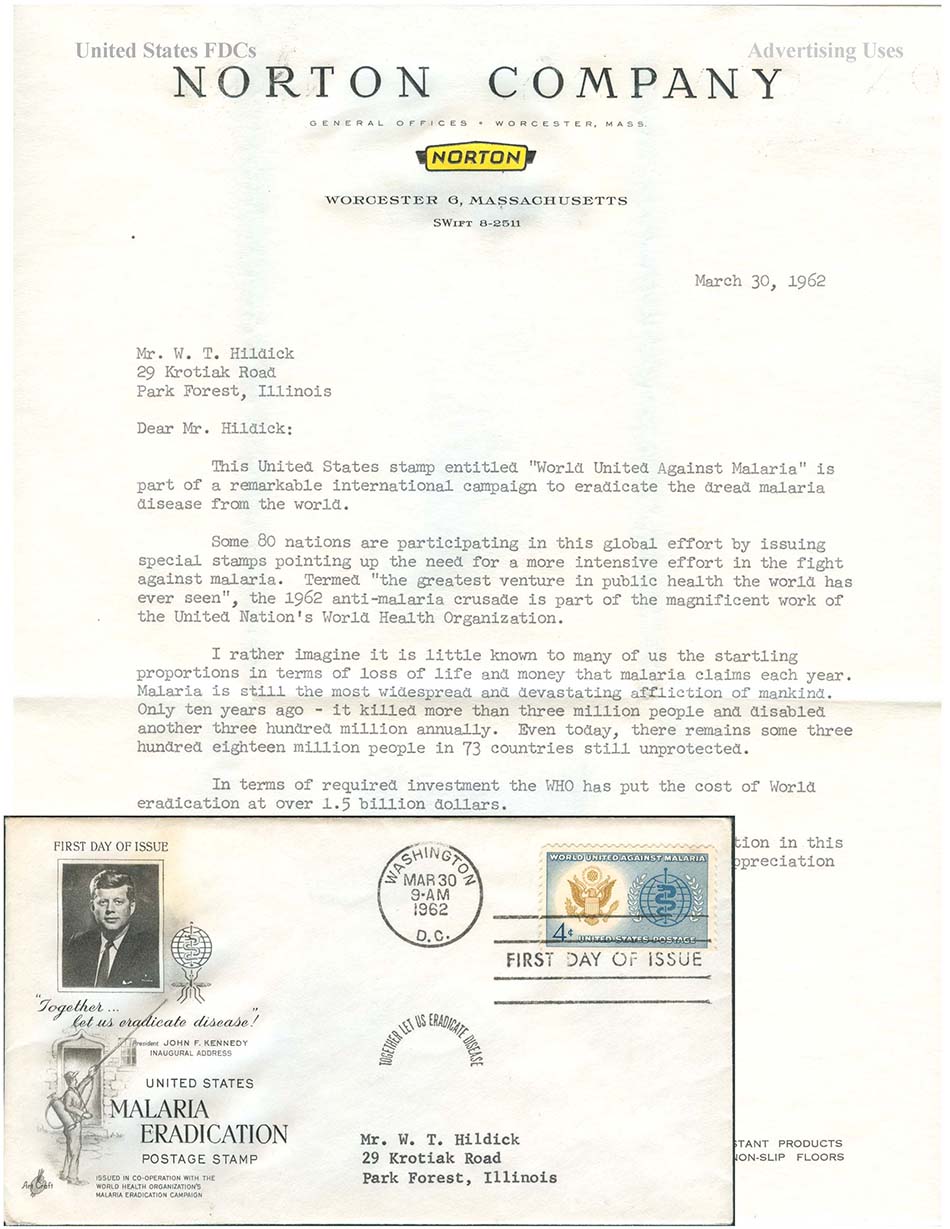 United States FDCs
Advertising Uses
NORTON COMPANY
GENERAL OFFICES • WORCESTER, MASS.
NORTON
WORCESTER 6, MASSACHUSETTS
SWIFT 8-2511
March 30, 1962
Mr. W. T. Hildick
29 Krotiak Road
Park Forest, Illinois
Dear Mr. Hildick:
This United States stamp entitled "World United Against Malaria" is
part of a remarkable international campaign to eradicate the dread malaria
disease from the world.
Some 80 nations are participating in this global effort by issuing
special stamps pointing up the need for a more intensive effort in the fight
against malaria. Termed "the greatest venture in public health the world has
ever seen", the 1962 anti-malaria crusade is part of the magnificent work of
the United Nation's World Health Organization.
I rather imagine it is little known to many of us the startling
proportions in terms of loss of life and money that malaria claims each year.
Malaria is still the most widespread and devastating affliction of mankind.
Only ten years ago - it killed more than three million people and disabled
another three hundred million annually. Even today, there remains some three
hundred eighteen million people in 73 countries still unprotected.
In terms of required investment the WHO has put the cost of World
eradication at over 1.5 billion dollars.
tion in this
ppreciation
FIRST DAY OF ISSUE
"Together ...
let us eradicate disease!"
President JOHN F. KENNEDY
INAUGURAL ADDRESS
UNITED STATES
MALARIA
ERADICATION
POSTAGE STAMP
ISSUED IN CO-OPERATION WITH THE
WORLD HEALTH ORGANIZATION'S
MALARIA ERADICATION CAMPAIGN
Art Craft
WASHINGTON
MAR 30
9-AM
1962
D.C.
WORLD UNITED AGAINST MALARIA
4¢ UNITED STATES POSTAGE
FIRST DAY OF ISSUE
TOGETHER LET US ERADICATE DISEASE
Mr. W. T. Hildick
29 Krotiak Road
Park Forest, Illinois
STANT PRODUCTS
NON-SLIP FLOORS